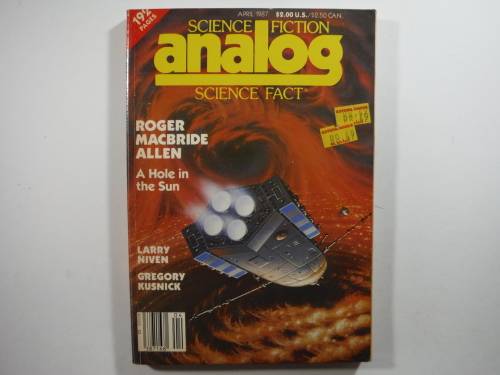 192
PAGES
APRIL 1987 $2.00 U.S./$2.50 CAN.
SCIENCE FICTION
analog
SCIENCE FACT
ROGER
MACBRIDE
ALLEN
A Hole in
the Sun
LARRY
NIVEN
GREGORY
KUSNICK
04